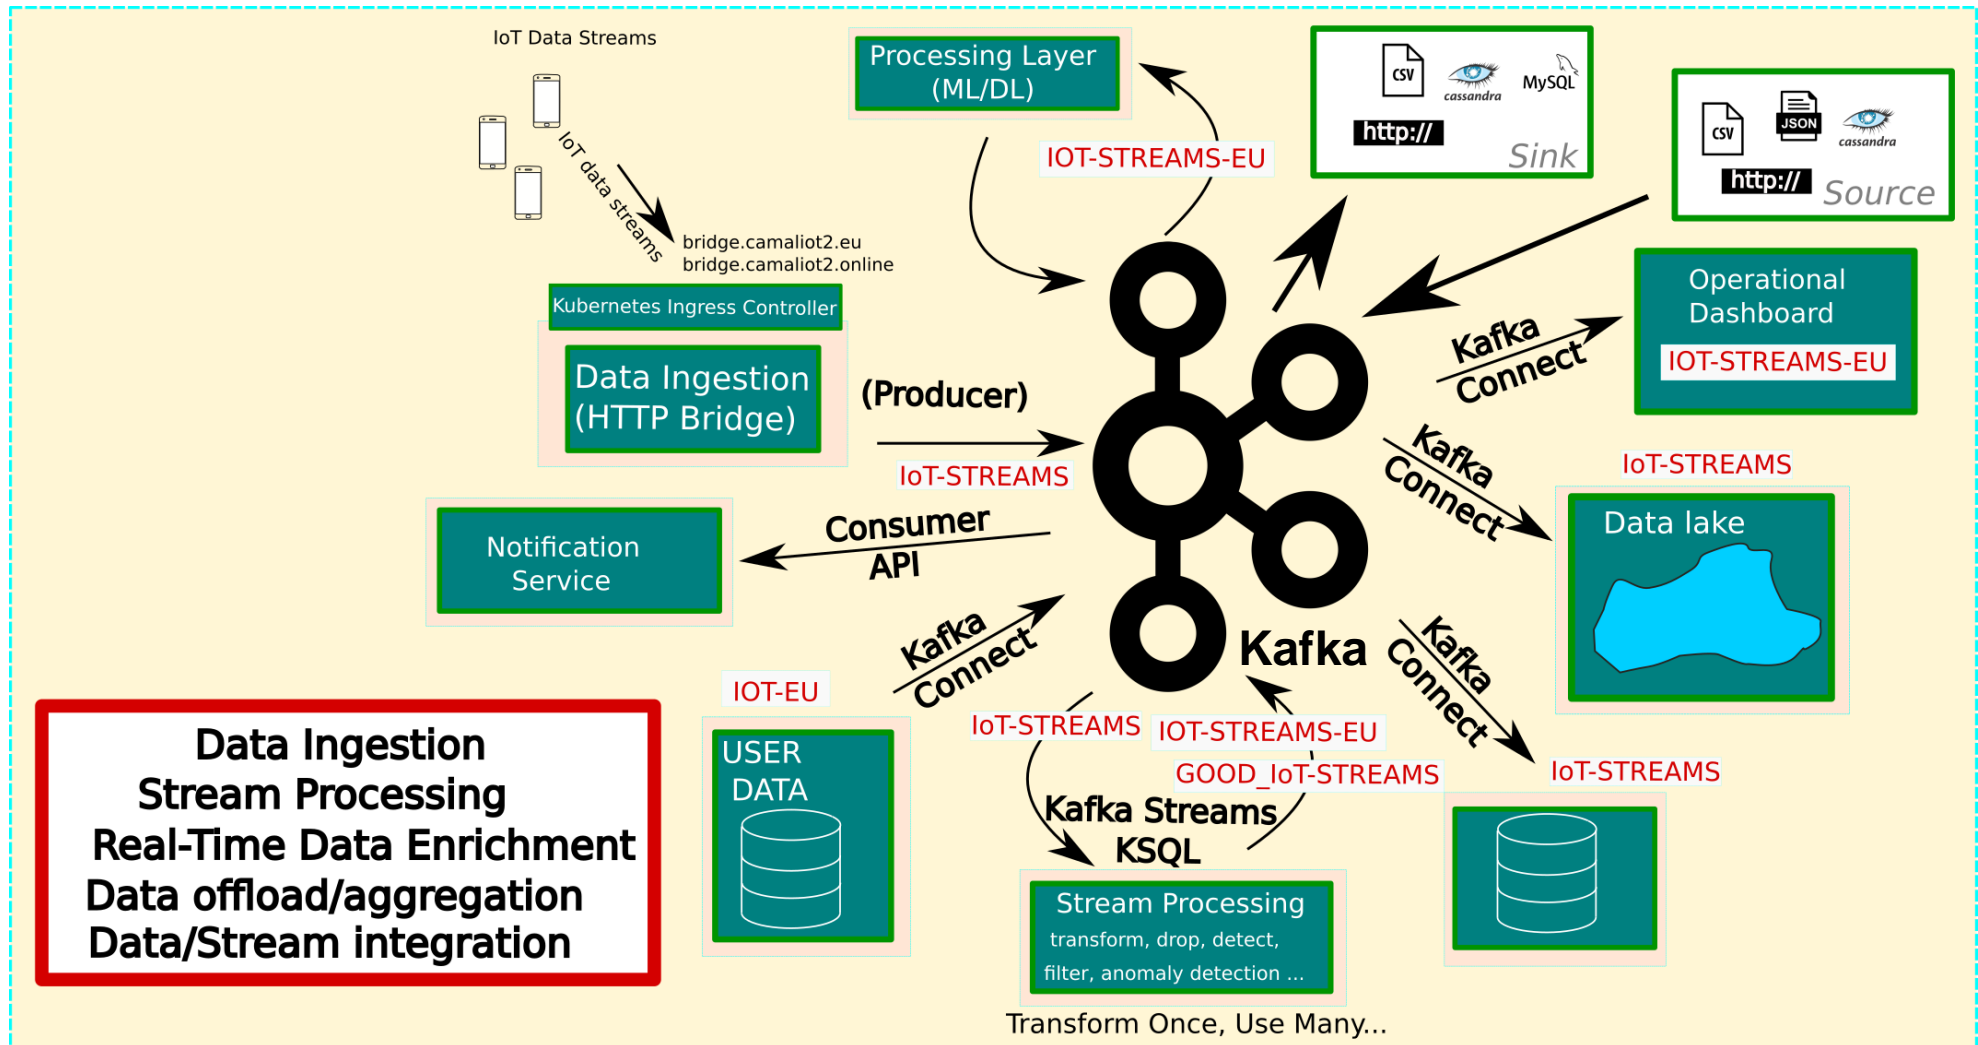 IoT Data Streams
IoT data streams
bridge.camaliot2.eu
bridge.camaliot2.online
Kubernetes Ingress Controller
Data Ingestion
(HTTP Bridge)
(Producer)
IoT-STREAMS
Processing Layer
(ML/DL)
IOT-STREAMS-EU
CSV
cassandra
MySQL
http://
Sink
CSV
JSON
cassandra
http://
Source
Operational
Dashboard
IOT-STREAMS-EU
Kafka
Connect
Kafka
Connect
IoT-STREAMS
Data lake
Notification
Service
Consumer
API
Kafka
Connect
Kafka
Kafka
Connect
IoT-STREAMS
IOT-EU
USER
DATA
IoT-STREAMS
IOT-STREAMS-EU
GOOD_IoT-STREAMS
Kafka Streams
KSQL
Stream Processing
transform, drop, detect,
filter, anomaly detection ...
Transform Once, Use Many...
Data Ingestion
Stream Processing
Real-Time Data Enrichment
Data offload/aggregation
Data/Stream integration